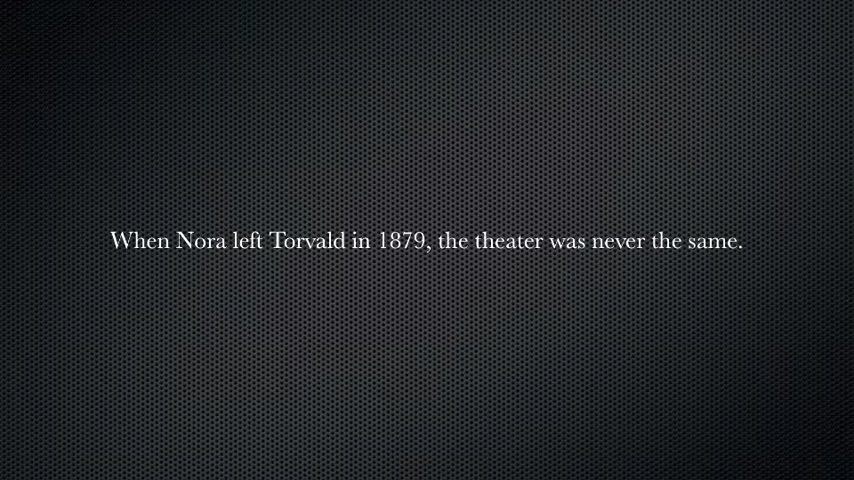 When Nora left Torvald in 1879, the theater was never the same.